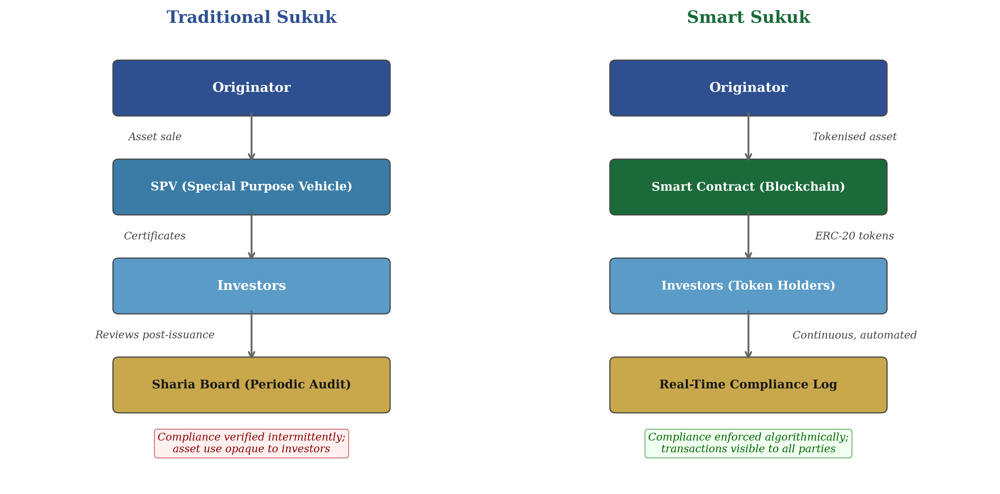 Traditional Sukuk
Originator
Asset sale
SPV (Special Purpose Vehicle)
Certificates
Investors
Reviews post-issuance
Sharia Board (Periodic Audit)
Compliance verified intermittently;
asset use opaque to investors
Smart Sukuk
Originator
Tokenised asset
Smart Contract (Blockchain)
ERC-20 tokens
Investors (Token Holders)
Continuous, automated
Real-Time Compliance Log
Compliance enforced algorithmically;
transactions visible to all parties